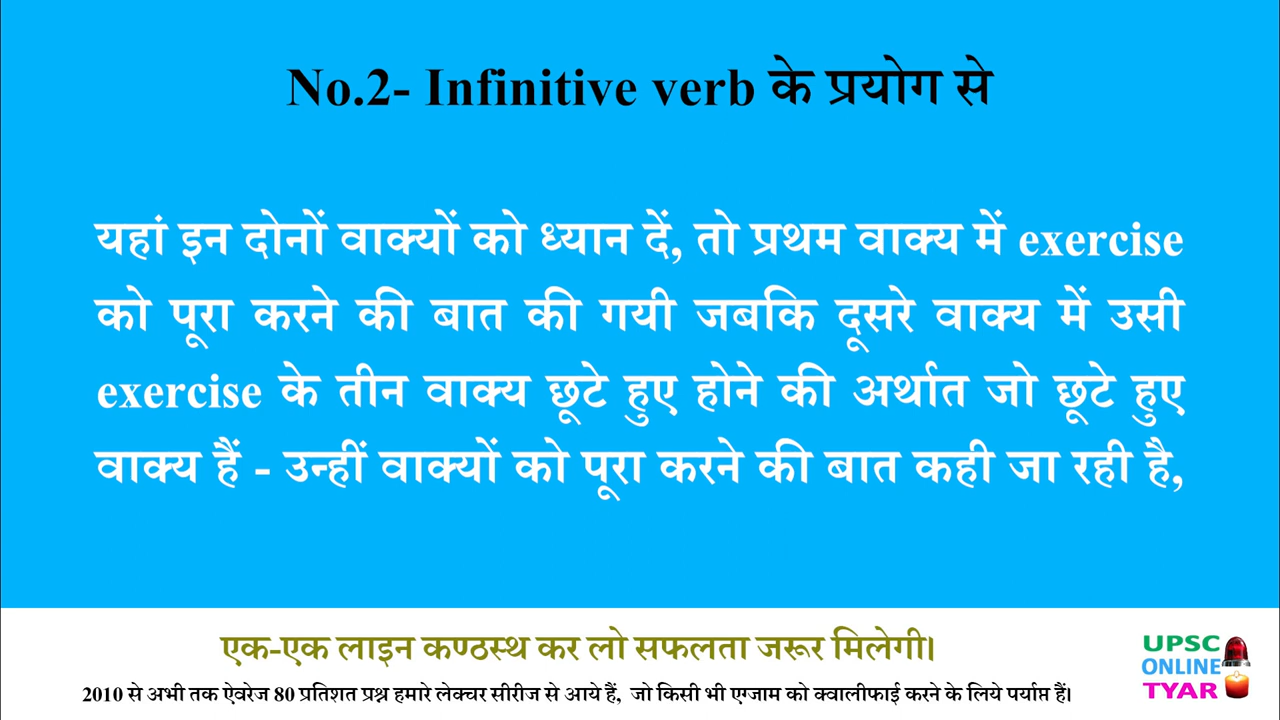 No.2- Infinitive verb के प्रयोग से
यहां इन दोनों वाक्यों को ध्यान दें, तो प्रथम वाक्य में exercise
को पूरा करने की बात की गयी जबकि दूसरे वाक्य में उसी
exercise के तीन वाक्य छूटे हुए होने की अर्थात जो छूटे हुए
वाक्य हैं - उन्हीं वाक्यों को पूरा करने की बात कही जा रही है,
एक-एक लाइन कण्ठस्थ कर लो सफलता जरूर मिलेगी।
2010 से अभी तक ऐवरेज 80 प्रतिशत प्रश्न हमारे लेक्चर सीरीज से आये हैं, जो किसी भी एग्जाम को क्वालीफाई करने के लिये पर्याप्त हैं।
UPSC
ONLINE
TYAR